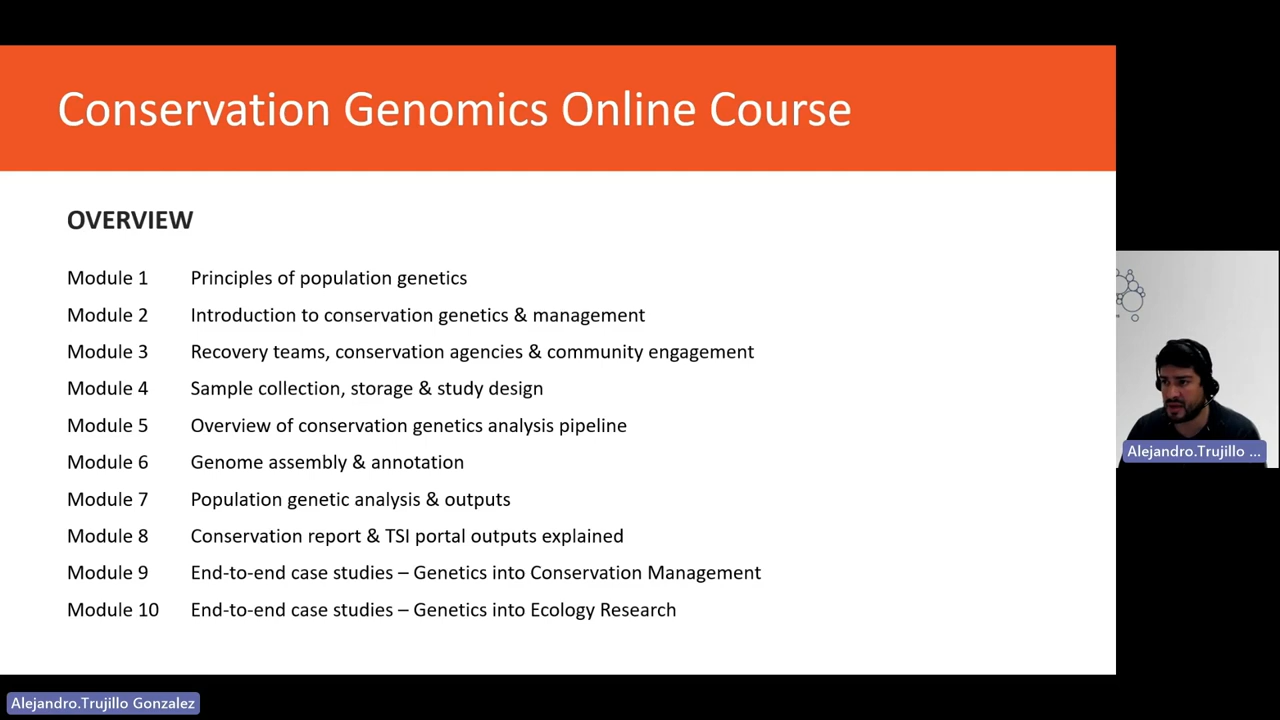 Conservation Genomics Online Course
OVERVIEW
Module 1 Principles of population genetics
Module 2 Introduction to conservation genetics & management
Module 3 Recovery teams, conservation agencies & community engagement
Module 4 Sample collection, storage & study design
Module 5 Overview of conservation genetics analysis pipeline
Module 6 Genome assembly & annotation
Module 7 Population genetic analysis & outputs
Module 8 Conservation report & TSI portal outputs explained
Module 9 End-to-end case studies – Genetics into Conservation Management
Module 10 End-to-end case studies – Genetics into Ecology Research
Alejandro.Trujillo ...
Alejandro.Trujillo Gonzalez